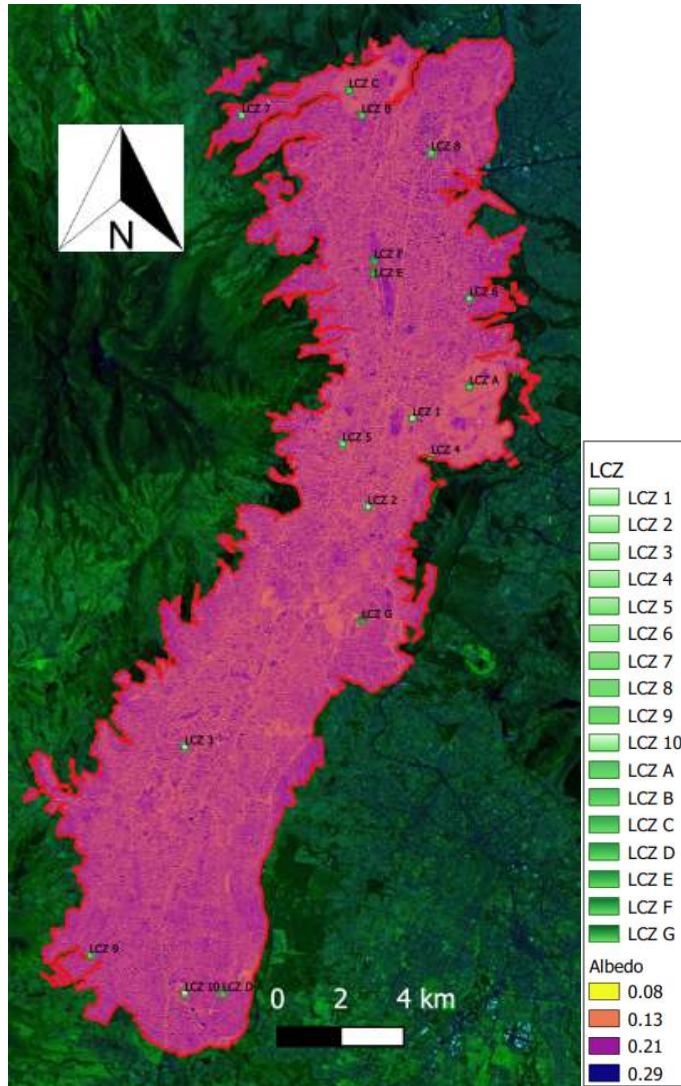 LCZ C
LCZ 7
LCZ B
LCZ 8
N
LCZ F
LCZ E
LCZ 6
LCZ A
LCZ 1
LCZ 5
LCZ 4
LCZ 2
LCZ G
LCZ 3
LCZ 9
LCZ 10
LCZ D
0 2 4 km
LCZ
LCZ 1
LCZ 2
LCZ 3
LCZ 4
LCZ 5
LCZ 6
LCZ 7
LCZ 8
LCZ 9
LCZ 10
LCZ A
LCZ B
LCZ C
LCZ D
LCZ E
LCZ F
LCZ G
Albedo
0.08
0.13
0.21
0.29